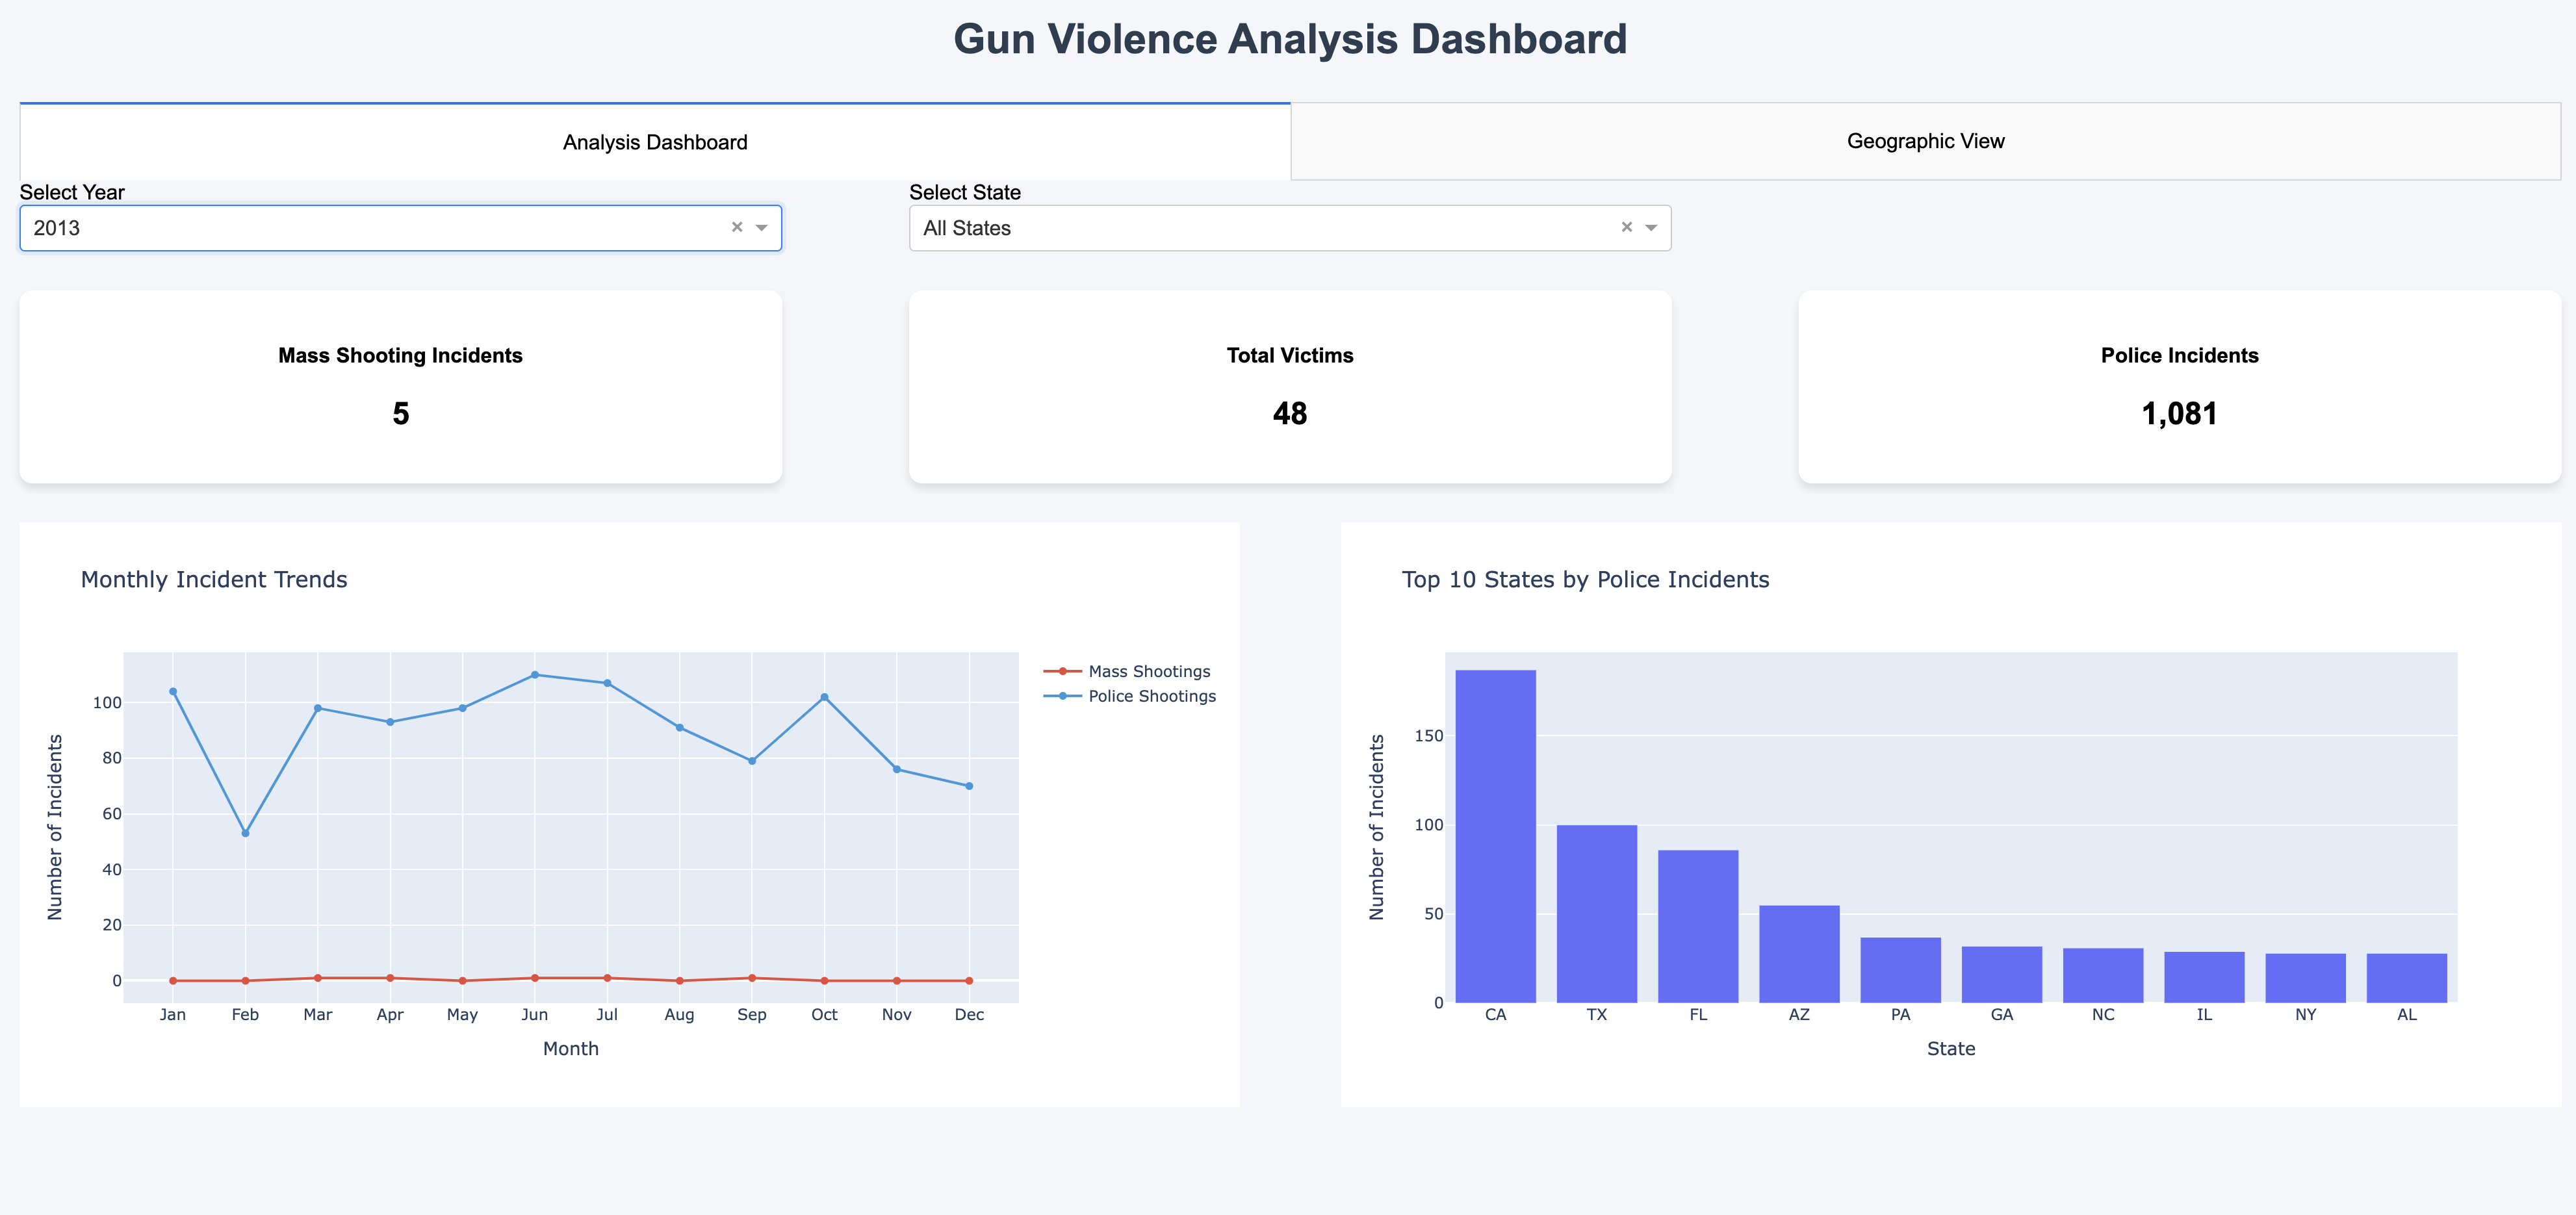 Gun Violence Analysis Dashboard
Analysis Dashboard
Geographic View
Select Year
2013
Select State
All States
Mass Shooting Incidents
5
Total Victims
48
Police Incidents
1,081
Monthly Incident Trends
Number of Incidents
100
80
60
40
20
0
Jan Feb Mar Apr May Jun Jul Aug Sep Oct Nov Dec
Month
Mass Shootings
Police Shootings
Top 10 States by Police Incidents
Number of Incidents
150
100
50
0
CA TX FL AZ PA GA NC IL NY AL
State